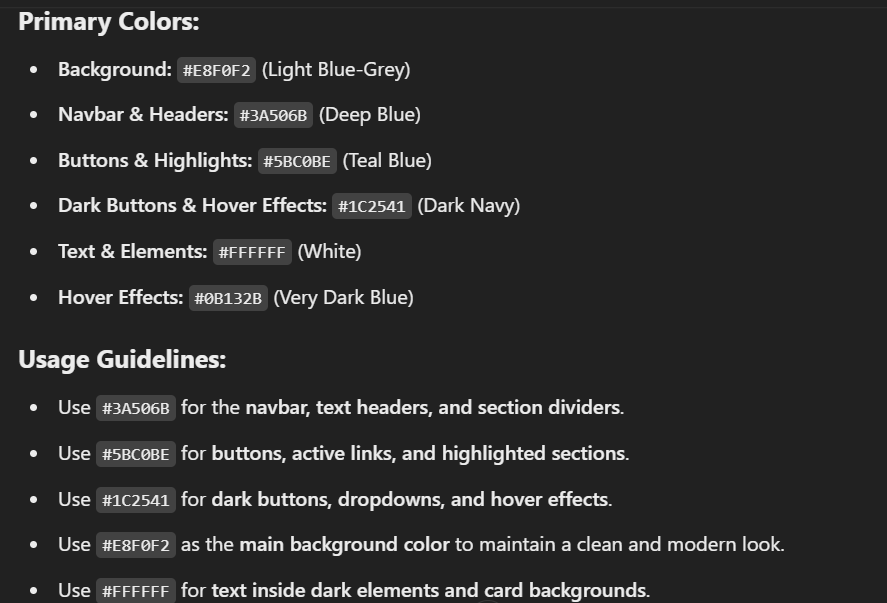 Primary Colors:
• Background: #E8F0F2 (Light Blue-Grey)
• Navbar & Headers: #3A506B (Deep Blue)
• Buttons & Highlights: #5BC0BE (Teal Blue)
• Dark Buttons & Hover Effects: #1C2541 (Dark Navy)
• Text & Elements: #FFFFFF (White)
• Hover Effects: #0B132B (Very Dark Blue)
Usage Guidelines:
• Use #3A506B for the navbar, text headers, and section dividers.
• Use #5BC0BE for buttons, active links, and highlighted sections.
• Use #1C2541 for dark buttons, dropdowns, and hover effects.
• Use #E8F0F2 as the main background color to maintain a clean and modern look.
• Use #FFFFFF for text inside dark elements and card backgrounds.